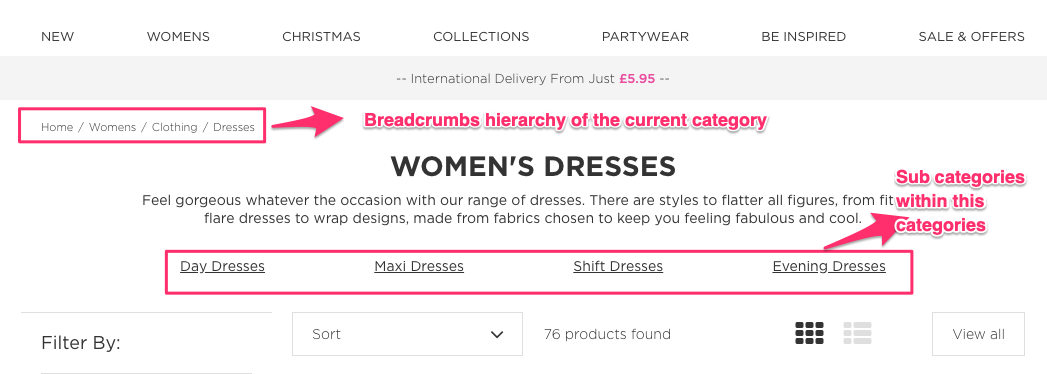 NEW WOMENS CHRISTMAS COLLECTIONS PARTYWEAR BE INSPIRED SALE & OFFERS
-- International Delivery From Just £5.95 --
Home / Womens / Clothing / Dresses
Breadcrumbs hierarchy of the current category
WOMEN'S DRESSES
Feel gorgeous whatever the occasion with our range of dresses. There are styles to flatter all figures, from fit
flare dresses to wrap designs, made from fabrics chosen to keep you feeling fabulous and cool.
Sub categories
within this
categories
Day Dresses Maxi Dresses Shift Dresses Evening Dresses
Filter By:
Sort
76 products found
View all